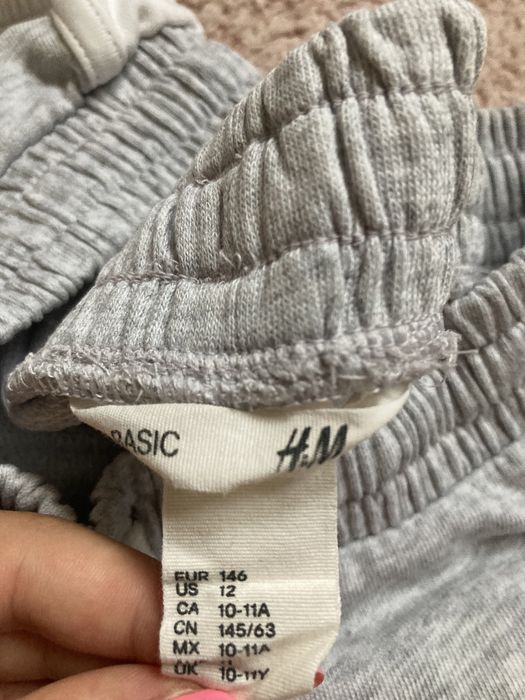 BASIC
H&M
EUR 146
US 12
CA 10-11A
CN 145/63
MX 10-11A
UK 10-11Y